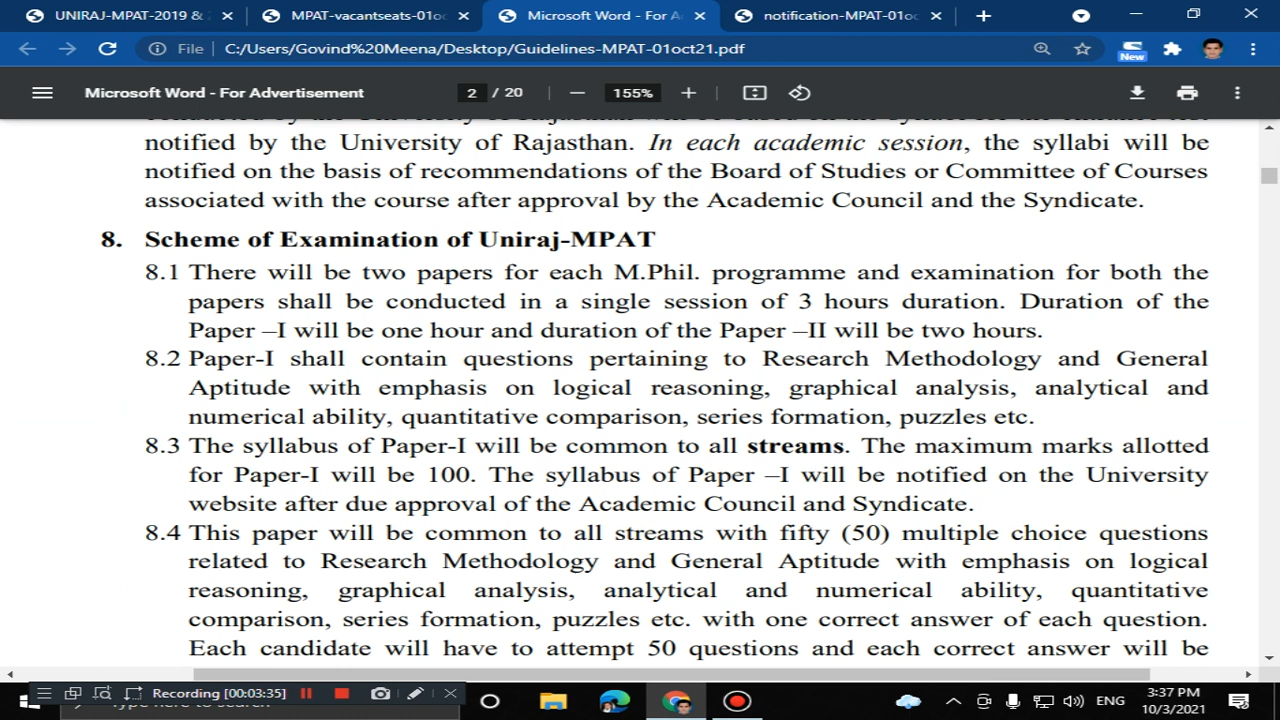 UNIRAJ-MPAT-2019 &
MPAT-vacantseats-01oc
Microsoft Word - For A
notification-MPAT-01oc
File
C:/Users/Govind%20Meena/Desktop/Guidelines-MPAT-01oct21.pdf
New
Microsoft Word - For Advertisement
2 / 20
155%
notified by the University of Rajasthan. In each academic session, the syllabi will be
notified on the basis of recommendations of the Board of Studies or Committee of Courses
associated with the course after approval by the Academic Council and the Syndicate.
8. Scheme of Examination of Uniraj-MPAT
8.1 There will be two papers for each M.Phil. programme and examination for both the
papers shall be conducted in a single session of 3 hours duration. Duration of the
Paper –I will be one hour and duration of the Paper –II will be two hours.
8.2 Paper-I shall contain questions pertaining to Research Methodology and General
Aptitude with emphasis on logical reasoning, graphical analysis, analytical and
numerical ability, quantitative comparison, series formation, puzzles etc.
8.3 The syllabus of Paper-I will be common to all streams. The maximum marks allotted
for Paper-I will be 100. The syllabus of Paper –I will be notified on the University
website after due approval of the Academic Council and Syndicate.
8.4 This paper will be common to all streams with fifty (50) multiple choice questions
related to Research Methodology and General Aptitude with emphasis on logical
reasoning, graphical analysis, analytical and numerical ability, quantitative
comparison, series formation, puzzles etc. with one correct answer of each question.
Each candidate will have to attempt 50 questions and each correct answer will be
Recording [00:03:35]
ENG
3:37 PM
10/3/2021